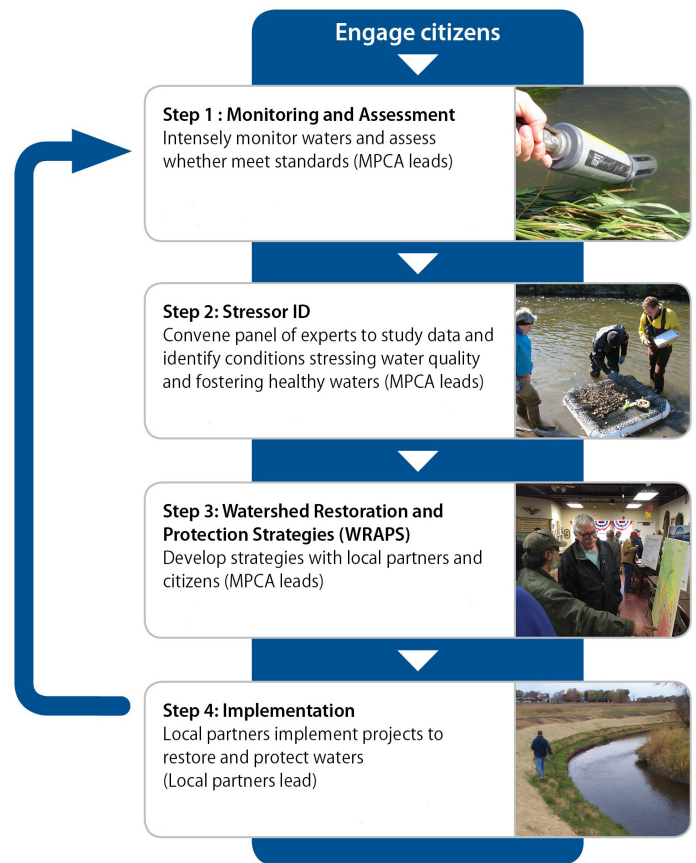 Engage citizens
Step 1 : Monitoring and Assessment
Intensely monitor waters and assess
whether meet standards (MPCA leads)
Step 2: Stressor ID
Convene panel of experts to study data and
identify conditions stressing water quality
and fostering healthy waters (MPCA leads)
Step 3: Watershed Restoration and
Protection Strategies (WRAPS)
Develop strategies with local partners and
citizens (MPCA leads)
Step 4: Implementation
Local partners implement projects to
restore and protect waters
(Local partners lead)